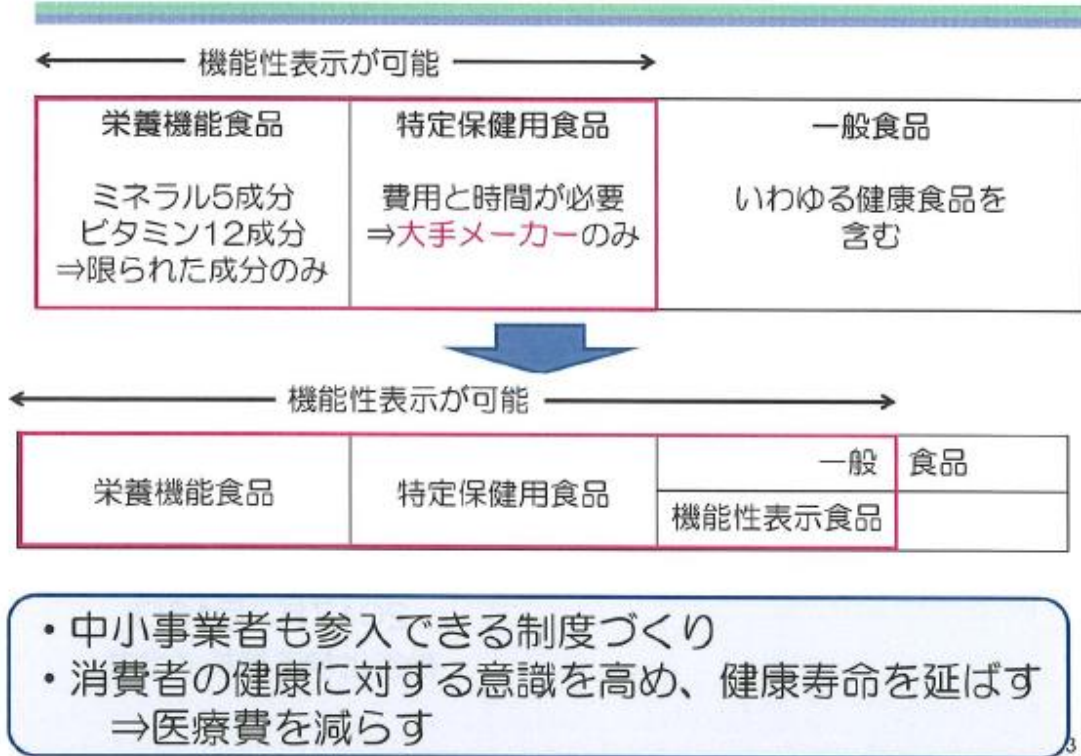 機能性表示が可能
栄養機能食品
ミネラル5成分
ビタミン12成分
⇒限られた成分のみ
特定保健用食品
費用と時間が必要
⇒大手メーカーのみ
一般食品
いわゆる健康食品を
含む
機能性表示が可能
栄養機能食品
特定保健用食品
一般 食品
機能性表示食品
・中小事業者も参入できる制度づくり
・消費者の健康に対する意識を高め、健康寿命を延ばす
⇒医療費を減らす
3